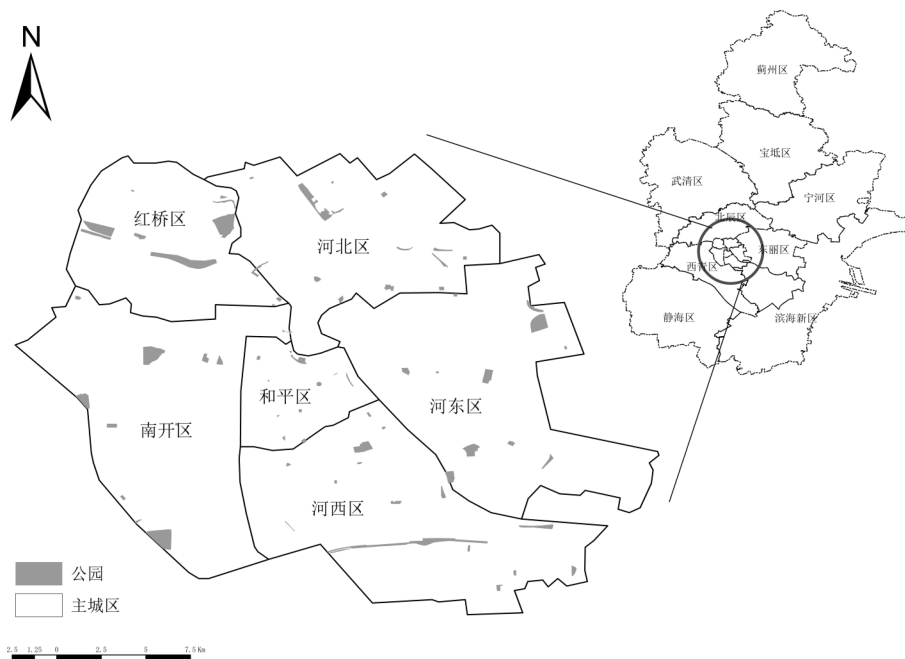 N
蓟州区
宝坻区
武清区
宁河区
北辰区
东丽区
西青区
静海区
滨海新区
红桥区
河北区
和平区
河东区
南开区
河西区
公园
主城区
2.5 1.25 0 2.5 5 7.5 Km